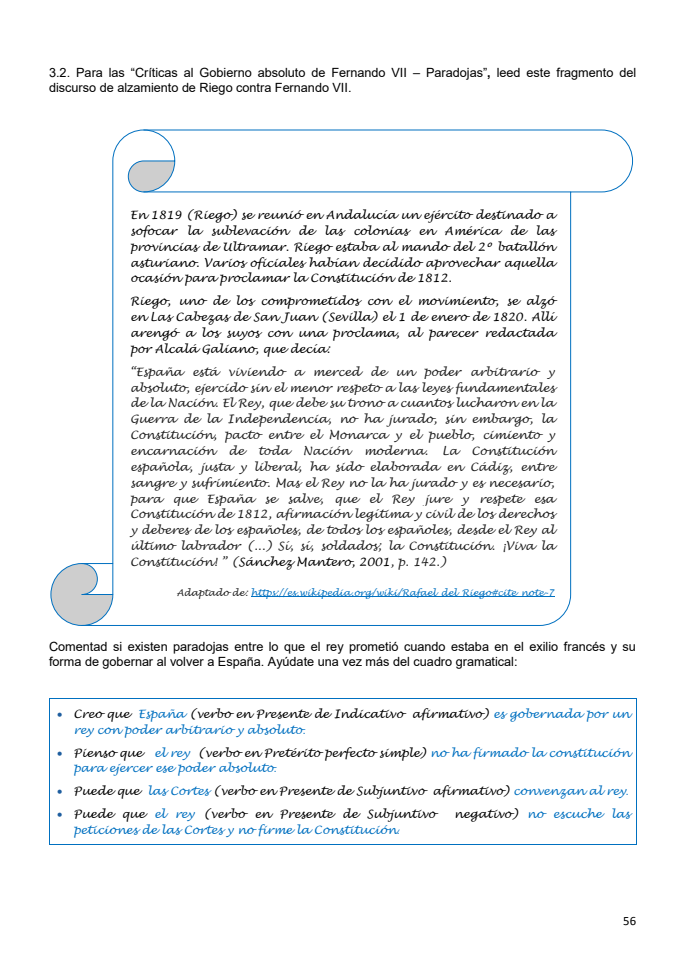 3.2. Para las “Críticas al Gobierno absoluto de Fernando VII – Paradojas”, leed este fragmento del
discurso de alzamiento de Riego contra Fernando VII.
En 1819 (Riego) se reunió en Andalucía un ejército destinado a
sofocar la sublevación de las colonias en América de las
provincias de Ultramar. Riego estaba al mando del 2º batallón
asturiano. Varios oficiales habían decidido aprovechar aquella
ocasión para proclamar la Constitución de 1812.
Riego, uno de los comprometidos con el movimiento, se alzó
en Las Cabezas de San Juan (Sevilla) el 1 de enero de 1820. Allí
arengó a los suyos con una proclama, al parecer redactada
por Alcalá Galiano, que decía:
“España está viviendo a merced de un poder arbitrario y
absoluto, ejercido sin el menor respeto a las leyes fundamentales
de la Nación. El Rey, que debe su trono a cuantos lucharon en la
Guerra de la Independencia, no ha jurado, sin embargo, la
Constitución, pacto entre el Monarca y el pueblo, cimiento y
encarnación de toda Nación moderna. La Constitución
española, justa y liberal, ha sido elaborada en Cádiz, entre
sangre y sufrimiento. Mas el Rey no la ha jurado y es necesario,
para que España se salve, que el Rey jure y respete esa
Constitución de 1812, afirmación legítima y civil de los derechos
y deberes de los españoles, de todos los españoles, desde el Rey al
último labrador (...) Sí, sí, soldados; la Constitución. ¡Viva la
Constitución! ” (Sánchez Mantero, 2001, p. 142.)
Adaptado de: https://es.wikipedia.org/wiki/Rafael_del_Riego#cite_note-7
Comentad si existen paradojas entre lo que el rey prometió cuando estaba en el exilio francés y su
forma de gobernar al volver a España. Ayúdate una vez más del cuadro gramatical:
• Creo que España (verbo en Presente de Indicativo afirmativo) es gobernada por un
rey con poder arbitrario y absoluto.
• Pienso que el rey (verbo en Pretérito perfecto simple) no ha firmado la constitución
para ejercer ese poder absoluto.
• Puede que las Cortes (verbo en Presente de Subjuntivo afirmativo) convenzan al rey.
• Puede que el rey (verbo en Presente de Subjuntivo negativo) no escuche las
peticiones de las Cortes y no firme la Constitución.
56